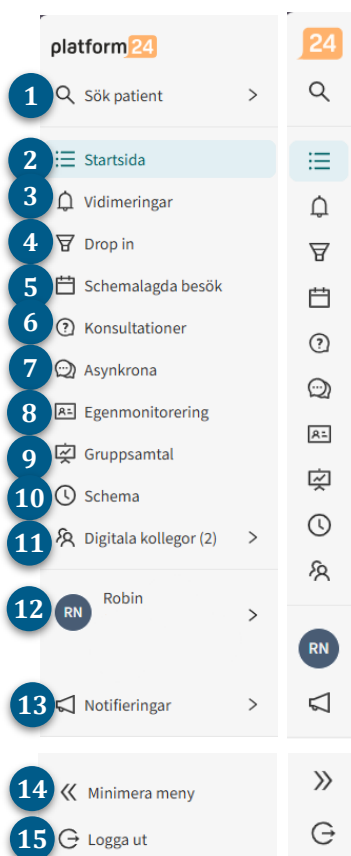 platform24
24
1 Sök patient
2 Startsida
3 Vidimeringar
4 Drop in
5 Schemalagda besök
6 Konsultationer
7 Asynkrona
8 Egenmonitorering
9 Gruppsamtal
10 Schema
11 Digitala kollegor (2)
12 RN Robin
RN
13 Notifieringar
14 Minimera meny
15 Logga ut